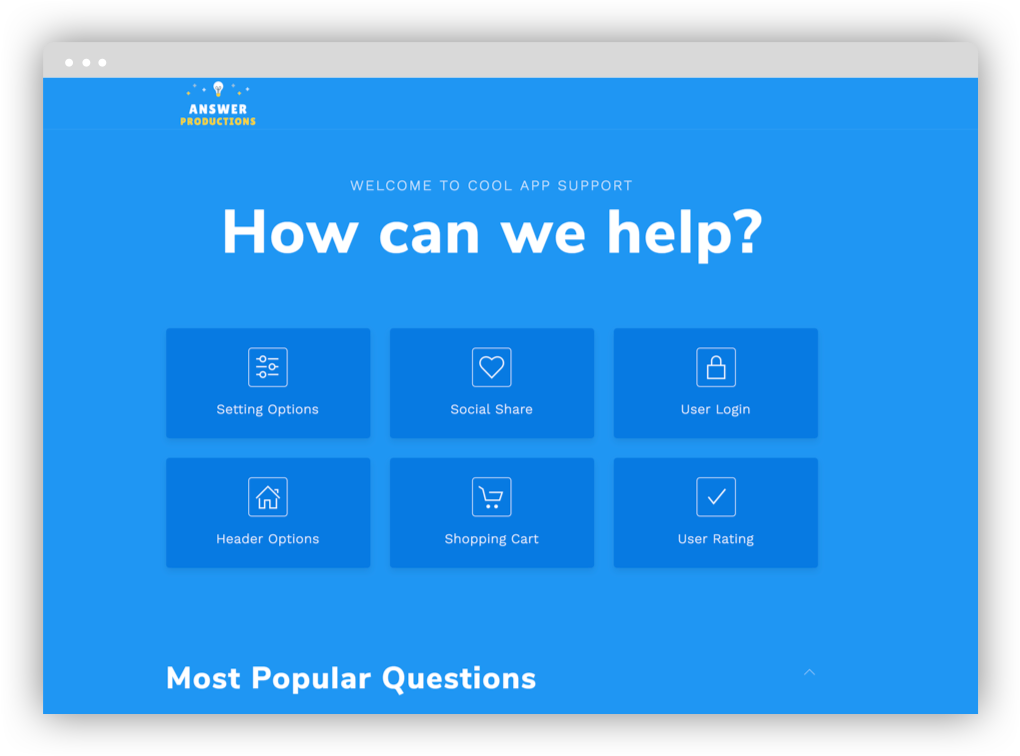 ANSWER
PRODUCTIONS
WELCOME TO COOL APP SUPPORT
How can we help?
Setting Options
Social Share
User Login
Header Options
Shopping Cart
User Rating
Most Popular Questions